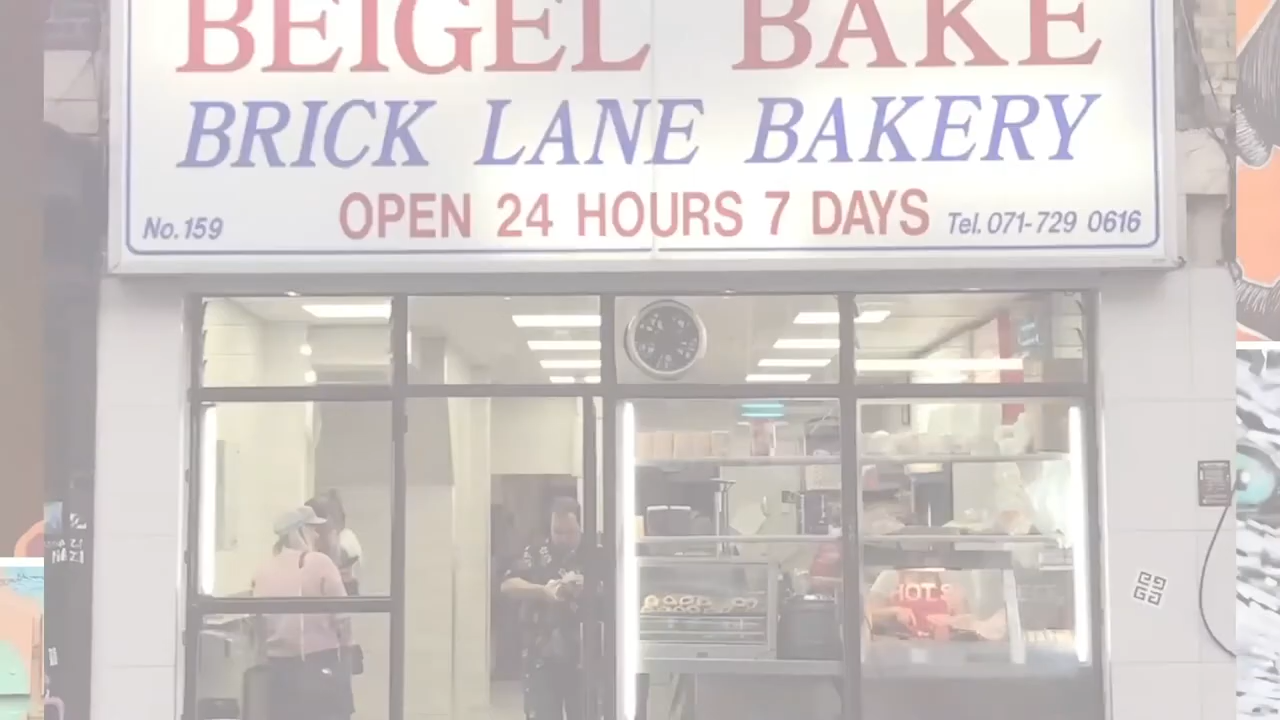 BEIGEL BAKE
BRICK LANE BAKERY
OPEN 24 HOURS 7 DAYS
No.159
Tel. 071-729 0616
HOT